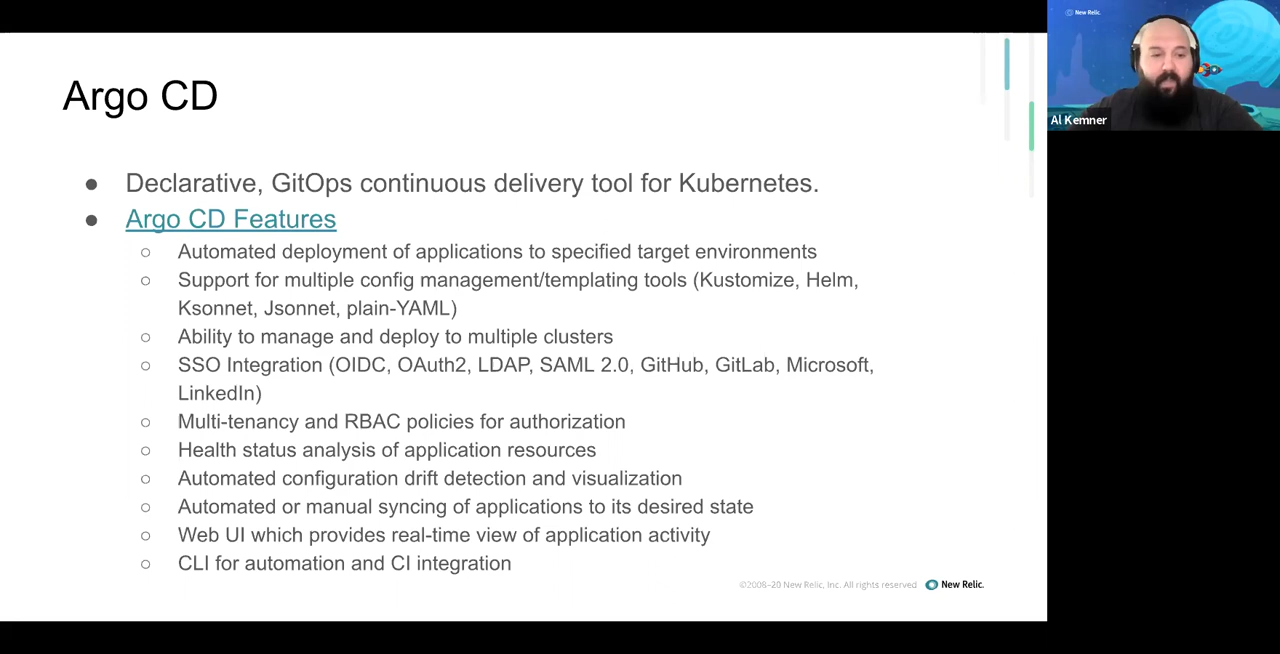 Argo CD
● Declarative, GitOps continuous delivery tool for Kubernetes.
● Argo CD Features
○ Automated deployment of applications to specified target environments
○ Support for multiple config management/templating tools (Kustomize, Helm,
Ksonnet, Jsonnet, plain-YAML)
○ Ability to manage and deploy to multiple clusters
○ SSO Integration (OIDC, OAuth2, LDAP, SAML 2.0, GitHub, GitLab, Microsoft,
LinkedIn)
○ Multi-tenancy and RBAC policies for authorization
○ Health status analysis of application resources
○ Automated configuration drift detection and visualization
○ Automated or manual syncing of applications to its desired state
○ Web UI which provides real-time view of application activity
○ CLI for automation and CI integration
©2008–20 New Relic, Inc. All rights reserved
New Relic.
New Relic.
Al Kemner